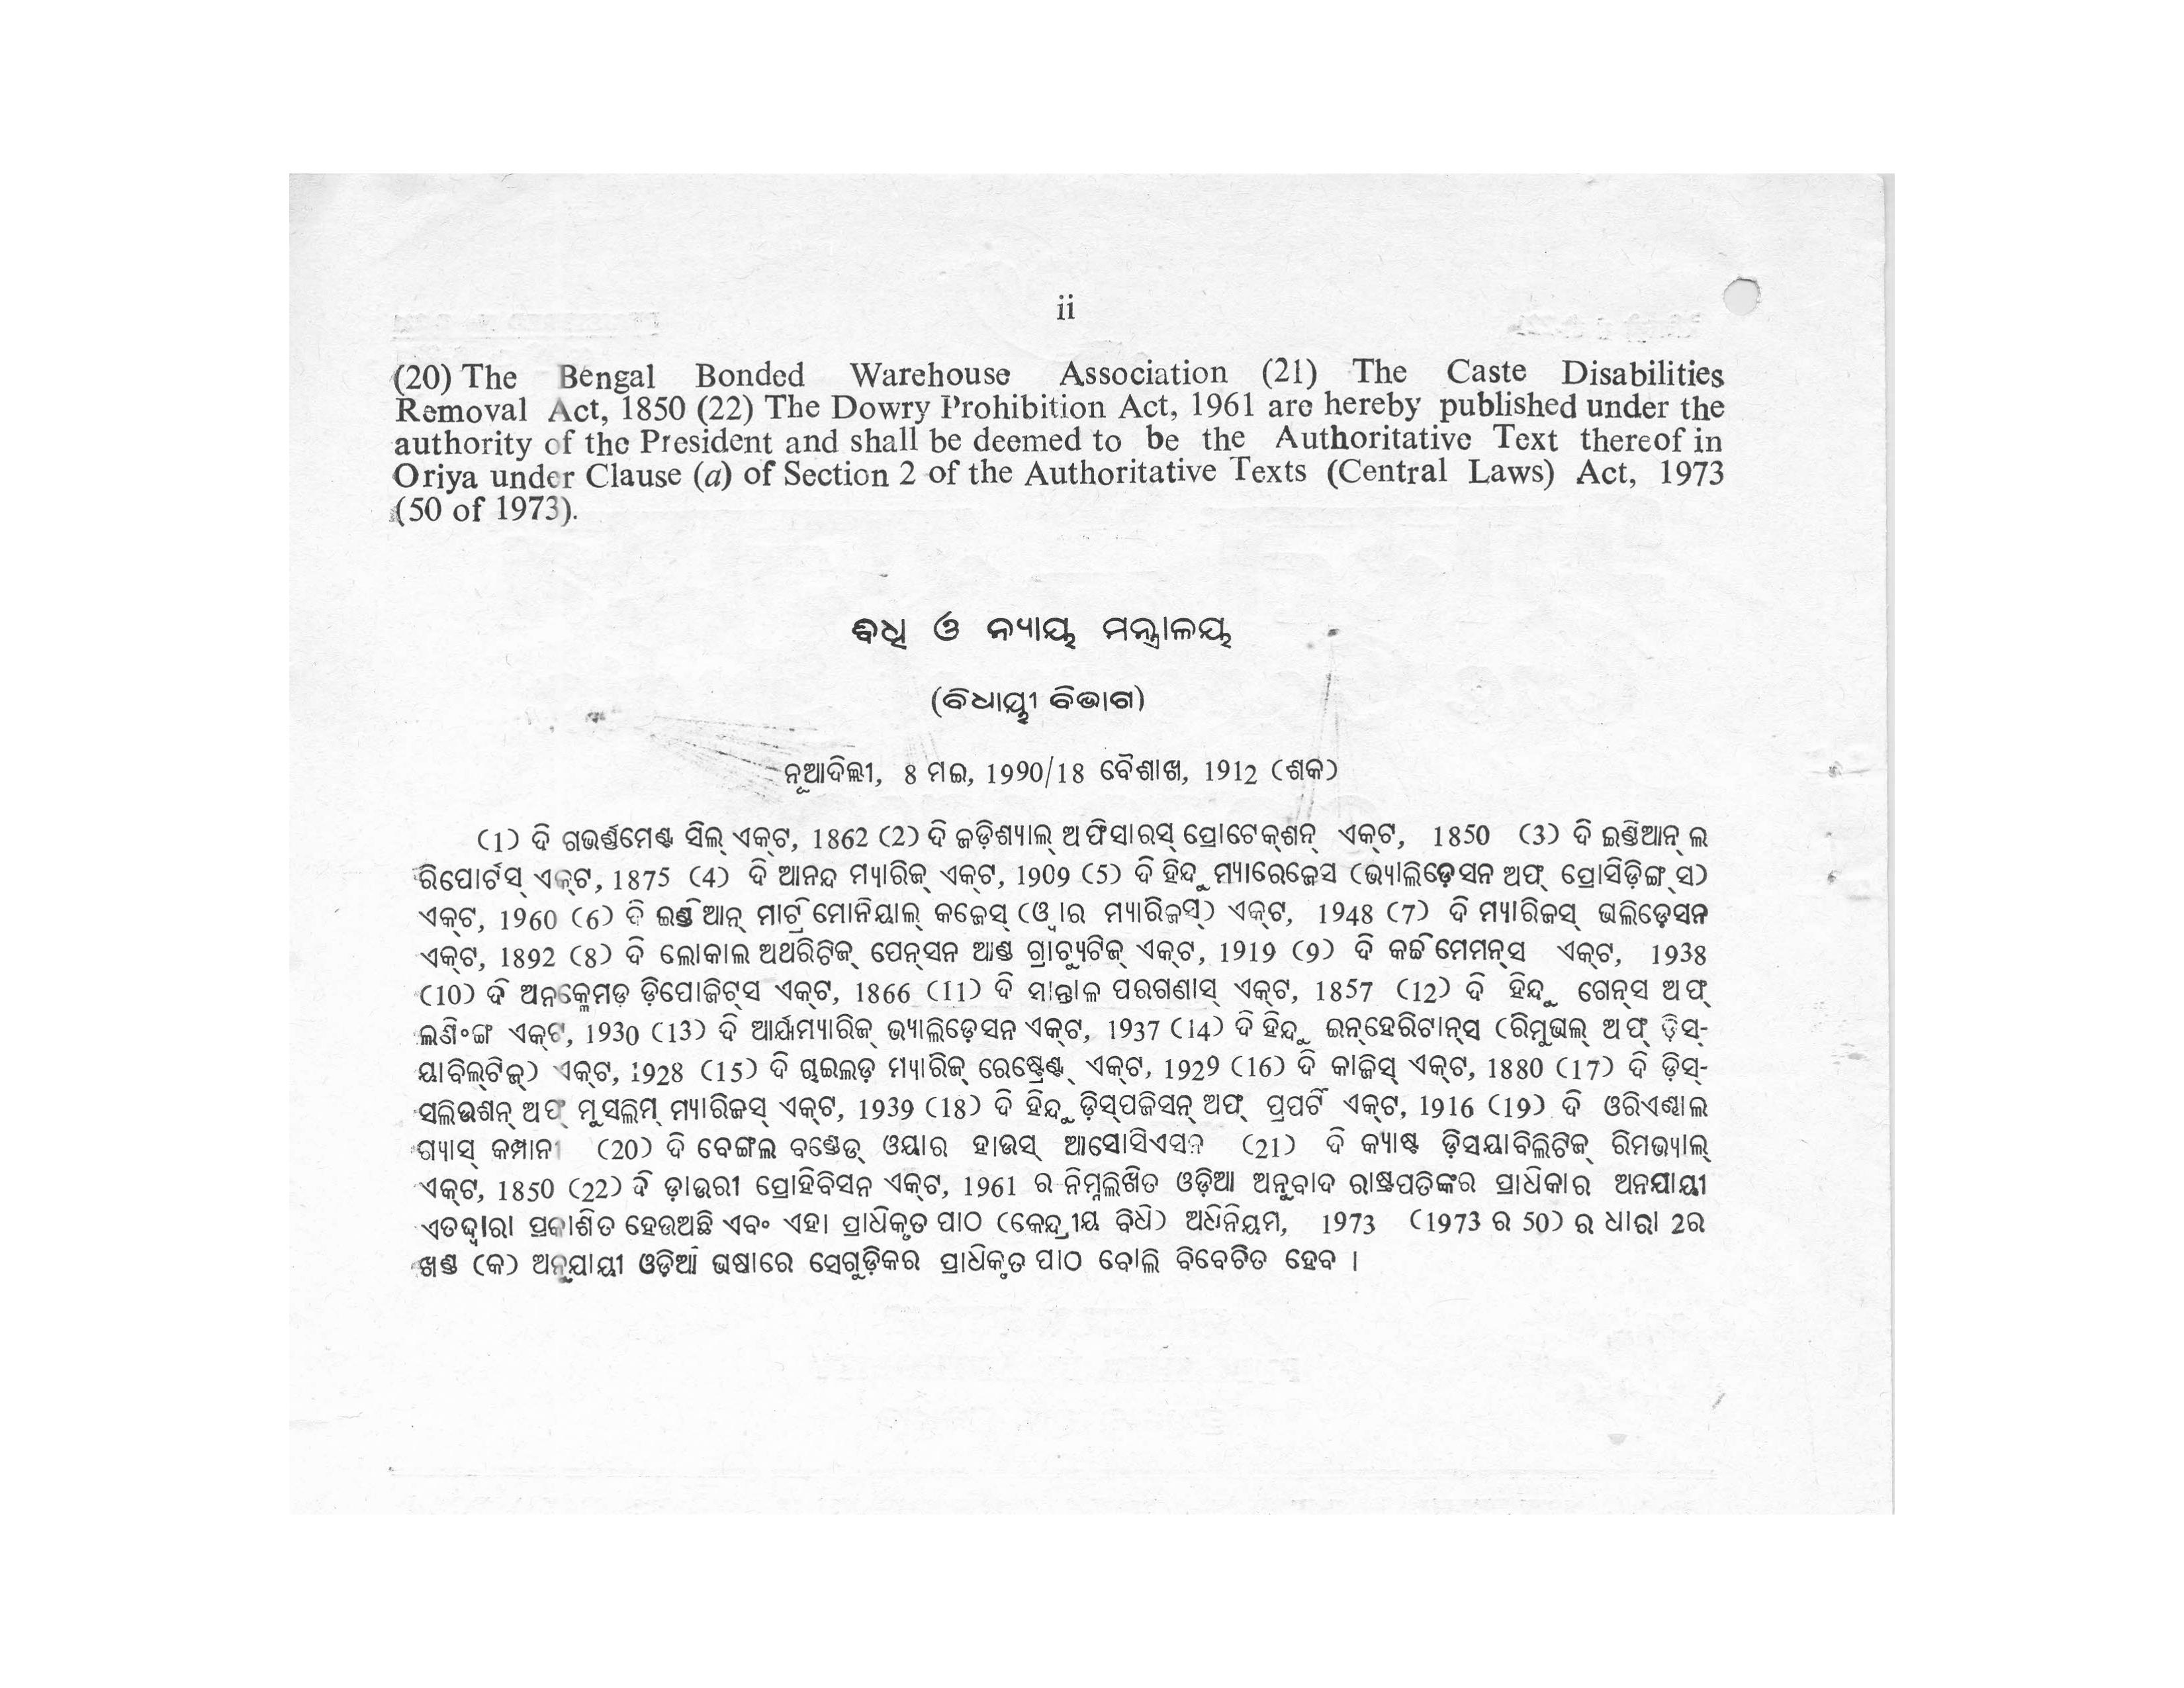 ii
(20) The Bengal Bonded Warehouse Association (21) The Caste Disabilities
Removal Act, 1850 (22) The Dowry Prohibition Act, 1961 are hereby published under the
authority of the President and shall be deemed to be the Authoritative Text thereof in
Oriya under Clause (a) of Section 2 of the Authoritative Texts (Central Laws) Act, 1973
(50 of 1973).
ବିଧି ଓ ନ୍ୟାୟ ମନ୍ତ୍ରାଳୟ
(ବିଧାୟୀ ବିଭାଗ)
ନୂଆଦିଲ୍ଲୀ, 8 ମଇ, 1990/18 ବୈଶାଖ, 1912 (ଶକ)
(1) ଦି ଗଭର୍ଣ୍ଣମେଣ୍ଟ ସିଲ୍ ଏକ୍ଟ, 1862 (2) ଦି ଜଡ଼ିଶ୍ୟାଲ୍ ଅଫିସାରସ୍ ପ୍ରୋଟେକ୍ଶନ୍ ଏକ୍ଟ, 1850 (3) ଦି ଇଣ୍ଡିଆନ୍ ଲ
ରିପୋର୍ଟସ୍ ଏକ୍ଟ, 1875 (4) ଦି ଆନନ୍ଦ ମ୍ୟାରିଜ୍ ଏକ୍ଟ, 1909 (5) ଦି ହିନ୍ଦୁ ମ୍ୟାରେଜେସ (ଭ୍ୟାଲିଡ଼େସନ ଅଫ୍ ପ୍ରୋସିଡ଼ିଙ୍ଗ୍ସ)
ଏକ୍ଟ, 1960 (6) ଦି ଇଣ୍ଡିଆନ୍ ମାଟ୍ରିମୋନିୟାଲ୍ କଜେସ୍ (ଓ୍ବାର ମ୍ୟାରିଜସ୍) ଏକ୍ଟ, 1948 (7) ଦି ମ୍ୟାରିଜସ୍ ଭଲିଡ଼େସନ
ଏକ୍ଟ, 1892 (8) ଦି ଲୋକାଲ ଅଥରିଟିଜ୍ ପେନ୍ସନ ଆଣ୍ଡ ଗ୍ରାଚ୍ୟୁଟିଜ୍ ଏକ୍ଟ, 1919 (9) ଦି କଚ୍ଚିମେମନ୍ସ ଏକ୍ଟ, 1938
(10) ଦି ଅନକ୍ଲେମଡ଼ ଡ଼ିପୋଜିଟ୍ସ ଏକ୍ଟ, 1866 (11) ଦି ସାନ୍ତାଳ ପରଗଣାସ୍ ଏକ୍ଟ, 1857 (12) ଦି ହିନ୍ଦୁ ଗେନ୍ସ ଅଫ୍
ଲଣିଂଙ୍ଗ ଏକ୍ଟ, 1930 (13) ଦି ଆର୍ଯ୍ୟମ୍ୟାରିଜ୍ ଭ୍ୟାଲିଡ଼େସନ ଏକ୍ଟ, 1937 (14) ଦି ହିନ୍ଦୁ ଇନ୍ହେରିଟାନ୍ସ (ରିମୁଭଲ୍ ଅଫ୍ ଡ଼ିସ୍-
ୟାବିଲ୍ଟିଜ୍) ଏକ୍ଟ, 1928 (15) ଦି ଚାଇଲଡ଼ ମ୍ୟାରିଜ୍ ରେଷ୍ଟ୍ରେଣ୍ଟ୍ ଏକ୍ଟ, 1929 (16) ଦି କାଜିସ୍ ଏକ୍ଟ, 1880 (17) ଦି ଡ଼ିସ୍-
ସଲିଉଶନ୍ ଅଫ୍ ମୁସଲିମ୍ ମ୍ୟାରିଜସ୍ ଏକ୍ଟ, 1939 (18) ଦି ହିନ୍ଦୁ ଡ଼ିସ୍ପଜିସନ୍ ଅଫ୍ ପ୍ରପର୍ଟି ଏକ୍ଟ, 1916 (19) ଦି ଓରିଏଣ୍ଟାଲ
ଗ୍ୟାସ୍ କମ୍ପାନୀ (20) ଦି ବେଙ୍ଗଲ ବଣ୍ଡେଡ୍ ଓୟାର ହାଉସ୍ ଆସୋସିଏସନ (21) ଦି କ୍ୟାଷ୍ଟ ଡ଼ିସୟାବିଲିଟିଜ୍ ରିମଭ୍ୟାଲ୍
ଏକ୍ଟ, 1850 (22) ଦି ଡ଼ାଉରୀ ପ୍ରୋହିବିସନ ଏକ୍ଟ, 1961 ର ନିମ୍ନଲିଖିତ ଓଡ଼ିଆ ଅନୁବାଦ ରାଷ୍ଟ୍ରପତିଙ୍କର ପ୍ରାଧିକାର ଅନଯାୟୀ
ଏତଦ୍ଦ୍ୱାରା ପ୍ରକାଶିତ ହେଉଅଛି ଏବଂ ଏହା ପ୍ରାଧିକୃତ ପାଠ (କେନ୍ଦ୍ରୀୟ ବିଧି) ଅଧିନିୟମ, 1973 (1973 ର 50) ର ଧାରା 2ର
ଖଣ୍ଡ (କ) ଅନୁଯାୟୀ ଓଡ଼ିଆ ଭଷାରେ ସେଗୁଡ଼ିକର ପ୍ରାଧିକୃତ ପାଠ ବୋଲି ବିବେଚିତ ହେବ ।